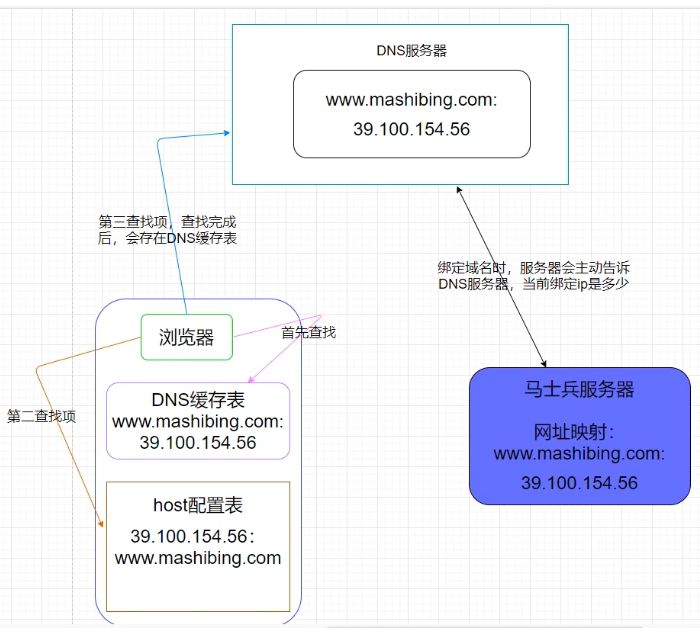 DNS服务器
www.mashibing.com:
39.100.154.56
第三查找项，查找完成
后，会存在DNS缓存表
绑定域名时，服务器会主动告诉
DNS服务器，当前绑定ip是多少
浏览器
首先查找
第二查找项
DNS缓存表
www.mashibing.com:
39.100.154.56
host配置表
39.100.154.56：
www.mashibing.com
马士兵服务器
网址映射：
www.mashibing.com:
39.100.154.56